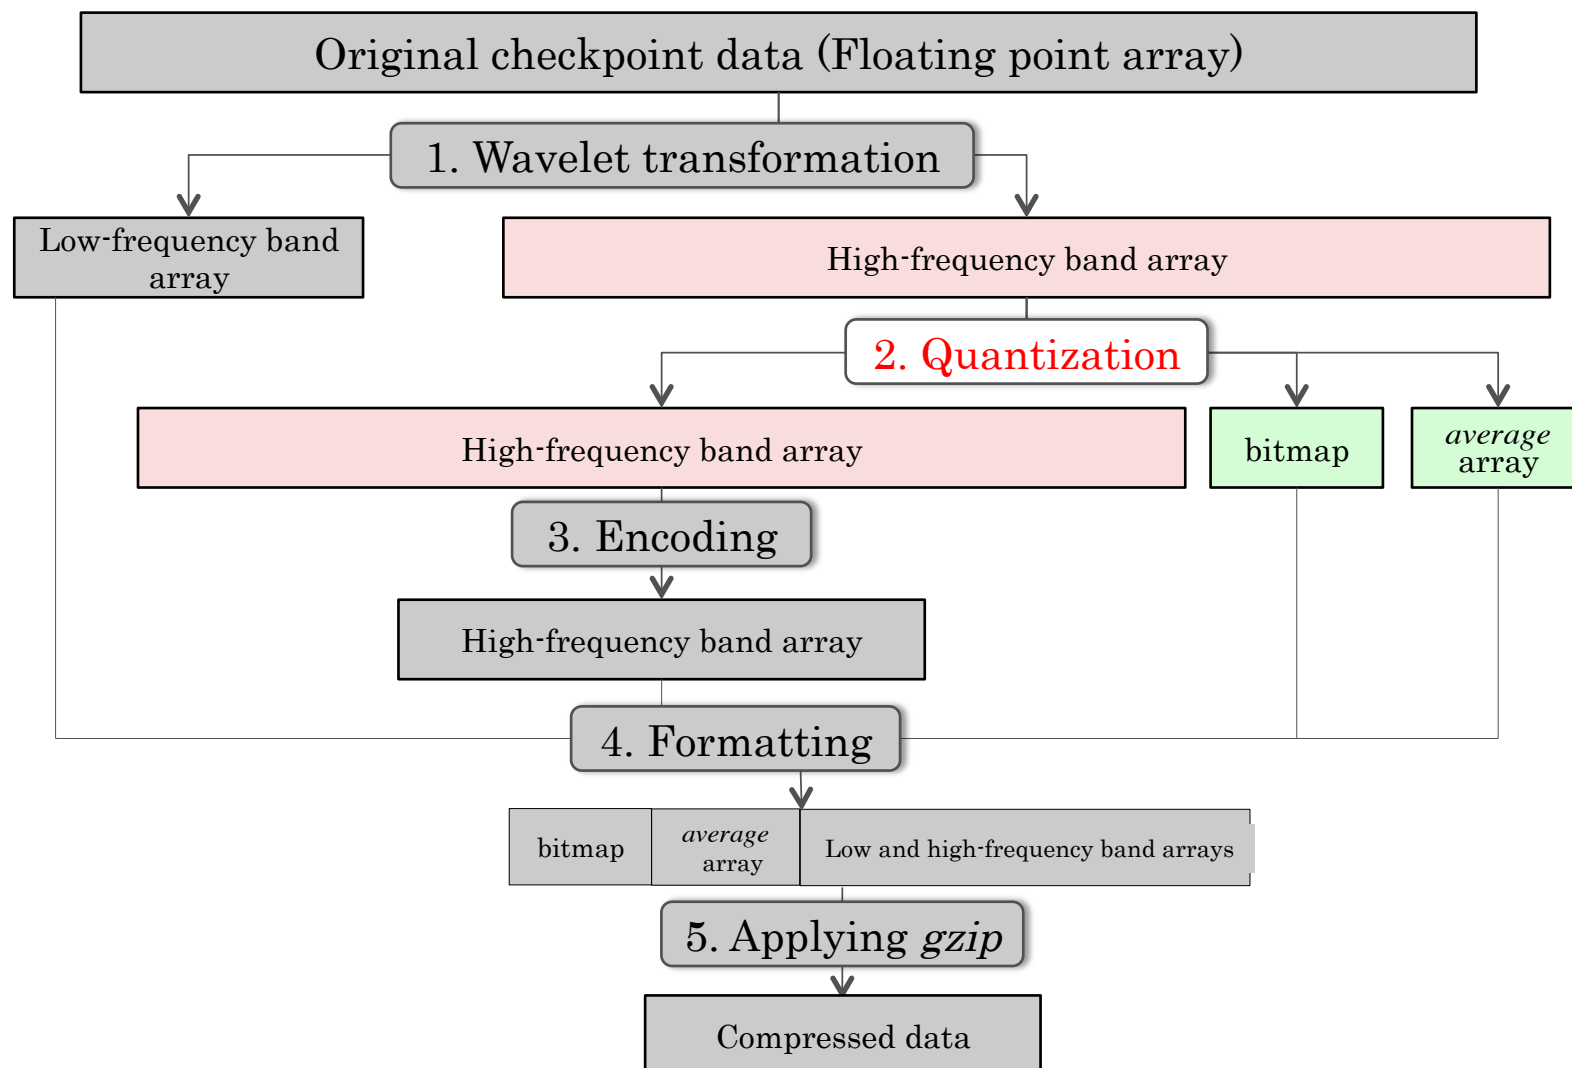 Original checkpoint data (Floating point array)
1. Wavelet transformation
Low-frequency band
array
High-frequency band array
2. Quantization
High-frequency band array
bitmap
average
array
3. Encoding
High-frequency band array
4. Formatting
bitmap
average
array
Low and high-frequency band arrays
5. Applying gzip
Compressed data